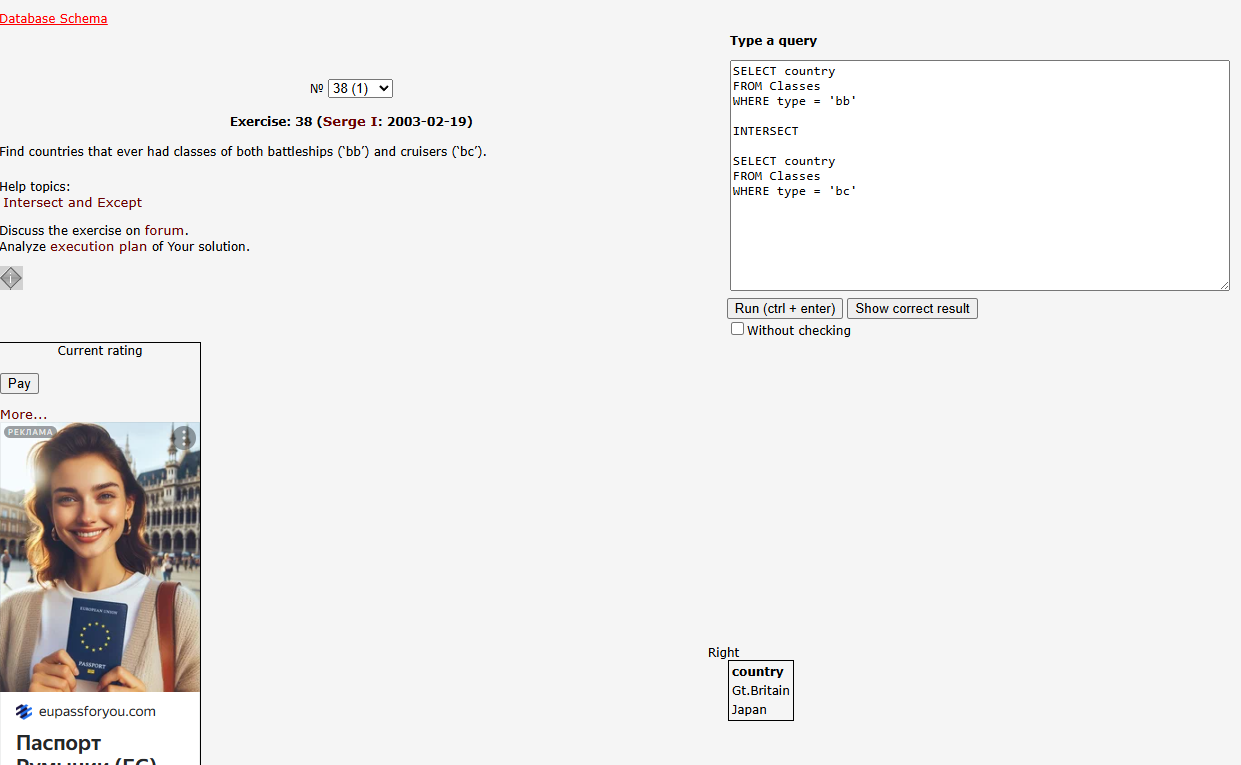 Database Schema
№ 38 (1)
Exercise: 38 (Serge I: 2003-02-19)
Find countries that ever had classes of both battleships (‘bb’) and cruisers (‘bc’).
Help topics:
Intersect and Except
Discuss the exercise on forum.
Analyze execution plan of Your solution.
Current rating
Pay
More...
РЕКЛАМА
EUROPEAN UNION
PASSPORT
eupassforyou.com
Паспорт
Румынии (ЕС)
Type a query
SELECT country
FROM Classes
WHERE type = 'bb'
INTERSECT
SELECT country
FROM Classes
WHERE type = 'bc'
Run (ctrl + enter) Show correct result
Without checking
Right
country
Gt.Britain
Japan